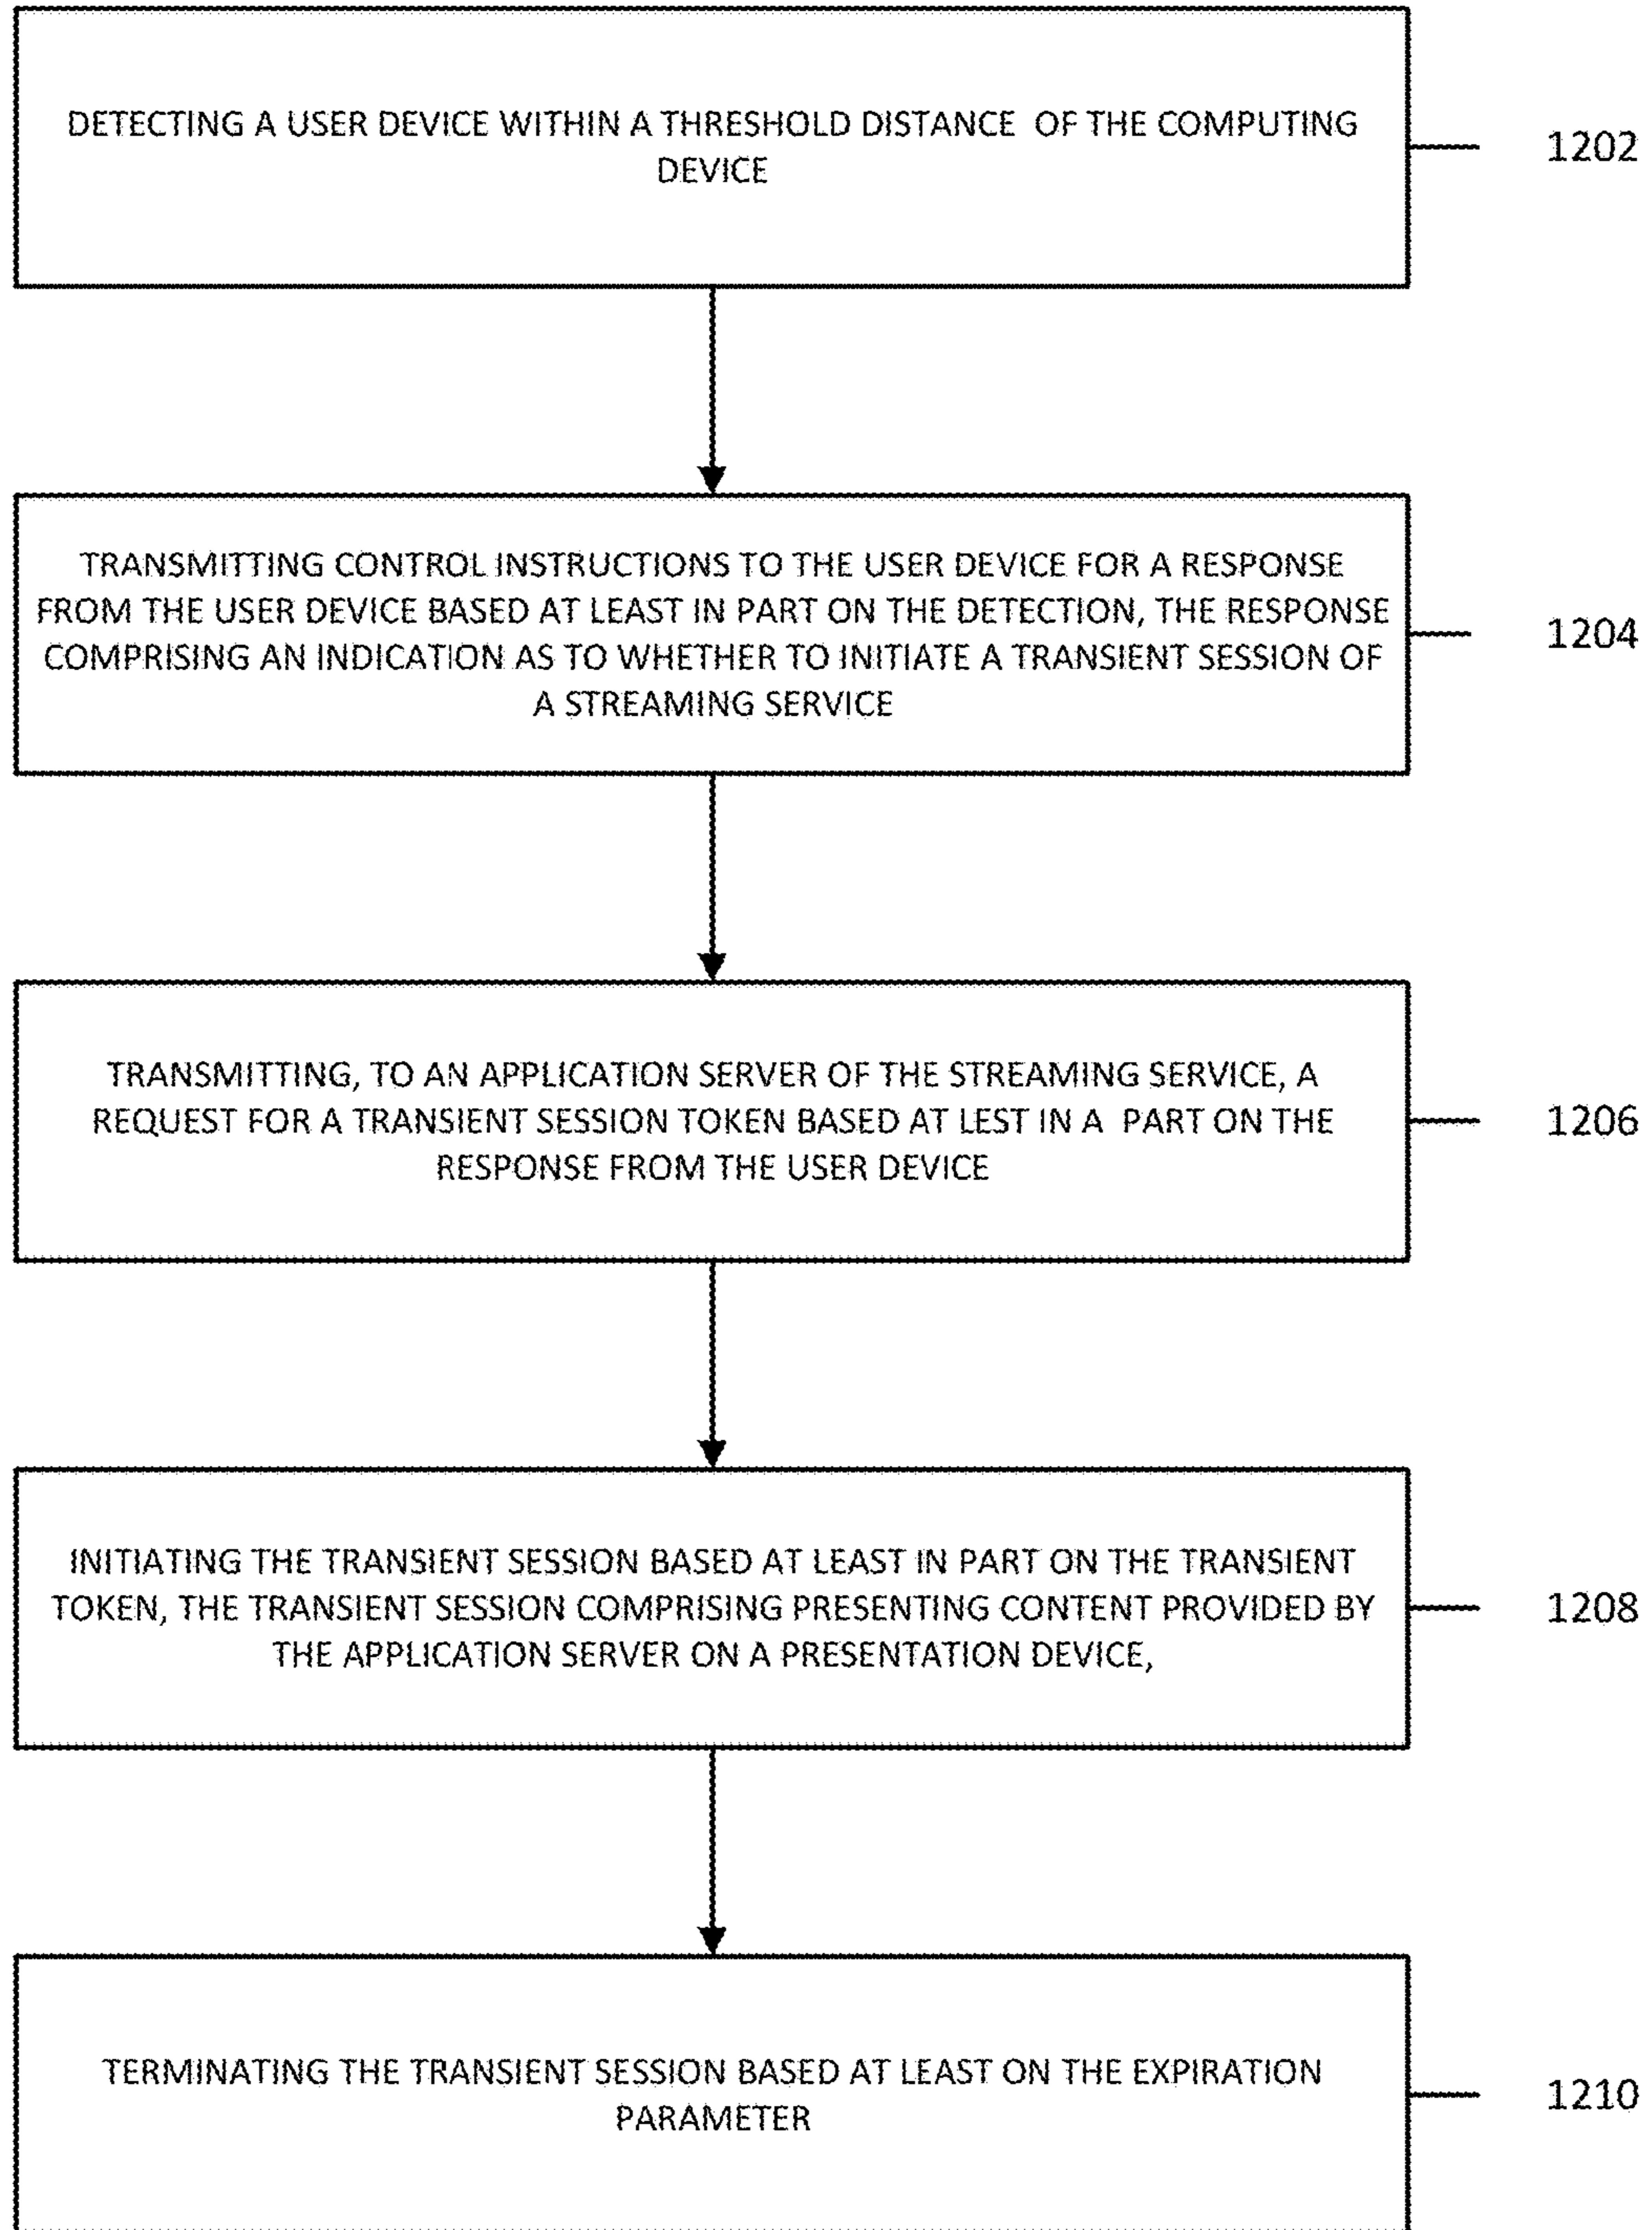 DETECTING A USER DEVICE WITHIN A THRESHOLD DISTANCE OF THE COMPUTING
DEVICE
1202
TRANSMITTING CONTROL INSTRUCTIONS TO THE USER DEVICE FOR A RESPONSE
FROM THE USER DEVICE BASED AT LEAST IN PART ON THE DETECTION, THE RESPONSE
COMPRISING AN INDICATION AS TO WHETHER TO INITIATE A TRANSIENT SESSION OF
A STREAMING SERVICE
1204
TRANSMITTING, TO AN APPLICATION SERVER OF THE STREAMING SERVICE, A
REQUEST FOR A TRANSIENT SESSION TOKEN BASED AT LEST IN A PART ON THE
RESPONSE FROM THE USER DEVICE
1206
INITIATING THE TRANSIENT SESSION BASED AT LEAST IN PART ON THE TRANSIENT
TOKEN, THE TRANSIENT SESSION COMPRISING PRESENTING CONTENT PROVIDED BY
THE APPLICATION SERVER ON A PRESENTATION DEVICE,
1208
TERMINATING THE TRANSIENT SESSION BASED AT LEAST ON THE EXPIRATION
PARAMETER
1210